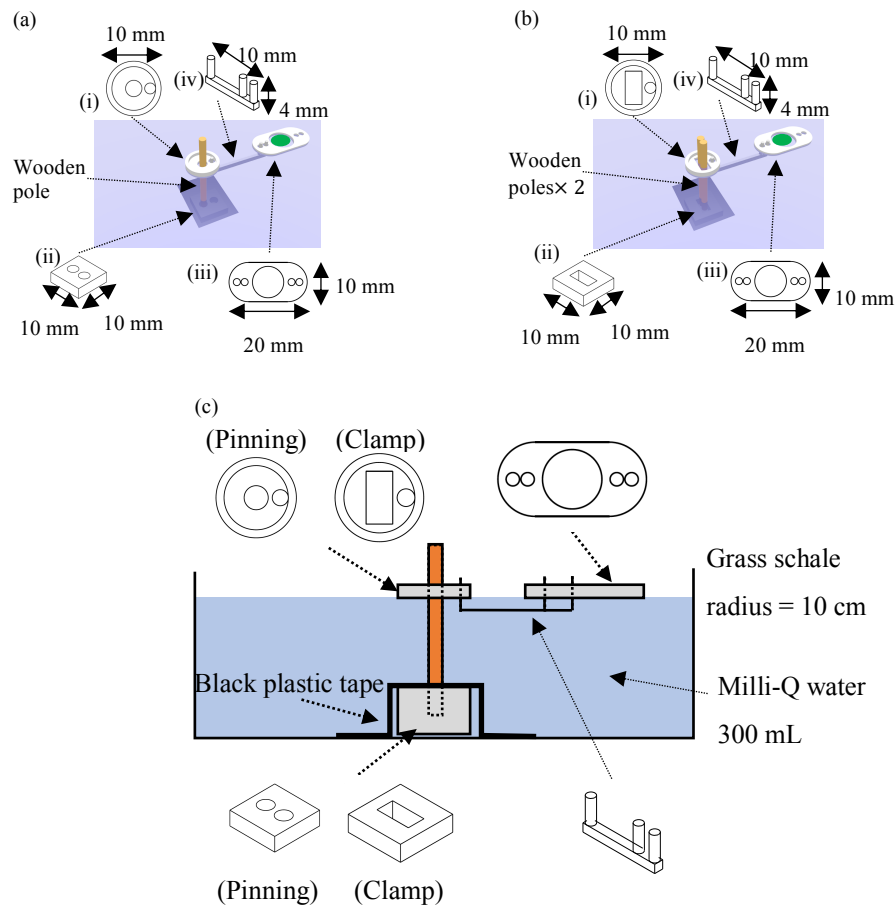 (a)
10 mm
(iv)
10 mm
(i)
4 mm
Wooden
pole
(ii)
(iii)
10 mm
10 mm
10 mm
20 mm
(b)
10 mm
(iv)
10 mm
(i)
4 mm
Wooden
poles× 2
(ii)
(iii)
10 mm
10 mm
10 mm
20 mm
(c)
(Pinning)
(Clamp)
Grass schale
radius = 10 cm
Black plastic tape
Milli-Q water
300 mL
(Pinning)
(Clamp)